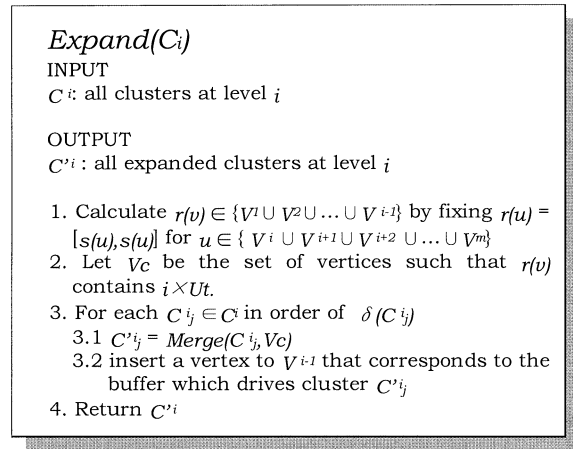 Expand(Ci)
INPUT
C i: all clusters at level i
OUTPUT
C' i : all expanded clusters at level i
1. Calculate r(v) ∈ {V1 ∪ V2 ∪ ... ∪ V i-1} by fixing r(u) =
[s(u),s(u)] for u ∈ { V i ∪ V i+1 ∪ V i+2 ∪ ... ∪ Vm}
2. Let Vc be the set of vertices such that r(v)
contains i×Ut.
3. For each C ij ∈ Ci in order of δ(C ij)
3.1 C' ij = Merge(C ij, Vc)
3.2 insert a vertex to V i-1 that corresponds to the
buffer which drives cluster C' ij
4. Return C' i